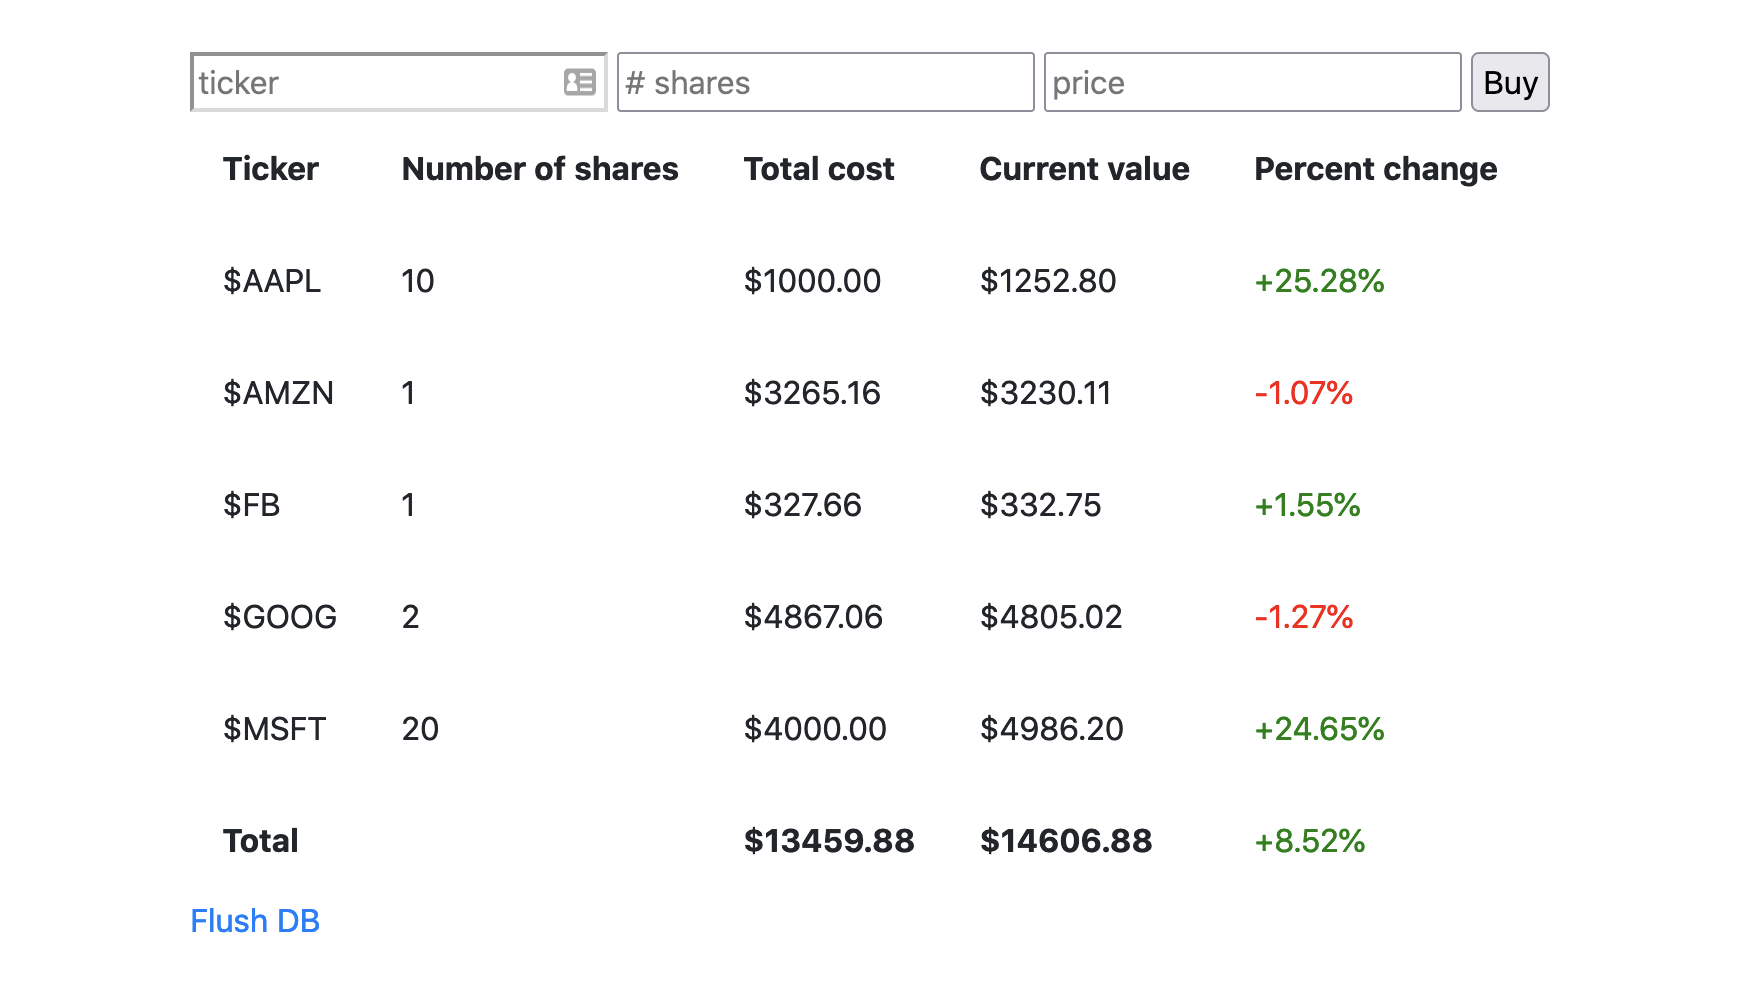 ticker # shares price Buy
Ticker Number of shares Total cost Current value Percent change
$AAPL 10 $1000.00 $1252.80 +25.28%
$AMZN 1 $3265.16 $3230.11 -1.07%
$FB 1 $327.66 $332.75 +1.55%
$GOOG 2 $4867.06 $4805.02 -1.27%
$MSFT 20 $4000.00 $4986.20 +24.65%
Total $13459.88 $14606.88 +8.52%
Flush DB